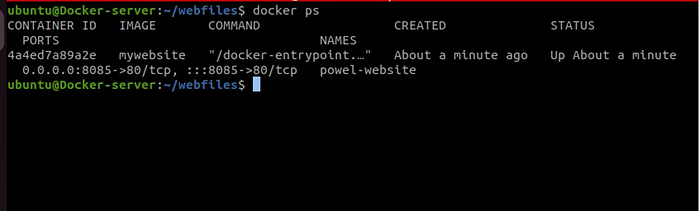 ubuntu@Docker-server:~/webfiles$ docker ps
CONTAINER ID   IMAGE       COMMAND                  CREATED              STATUS
  PORTS                                     NAMES
4a4ed7a89a2e   mywebsite   "/docker-entrypoint.…"   About a minute ago   Up About a minute
  0.0.0.0:8085->80/tcp, :::8085->80/tcp   powel-website
ubuntu@Docker-server:~/webfiles$